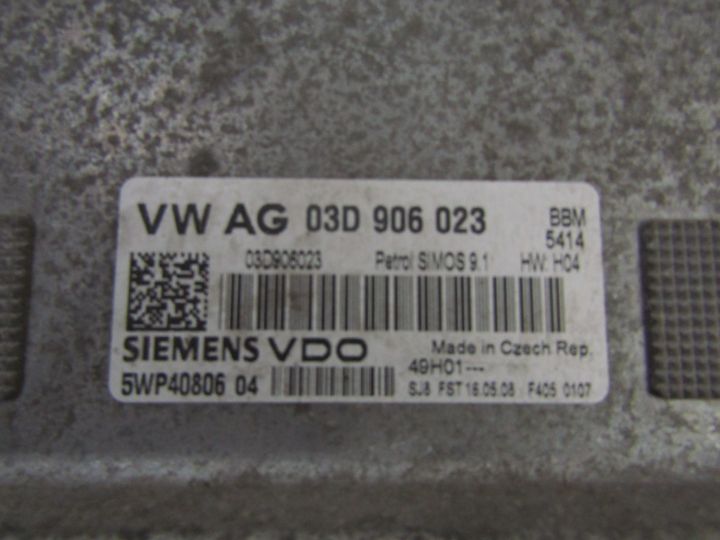 VW AG 03D 906 023 BBM
5414
03D906023 Petrol SIMOS 9.1 HW: H04
SIEMENS VDO Made in Czech Rep.
5WP40806 04 49H01---
SJ8 FST 16.05.08 F405 0107